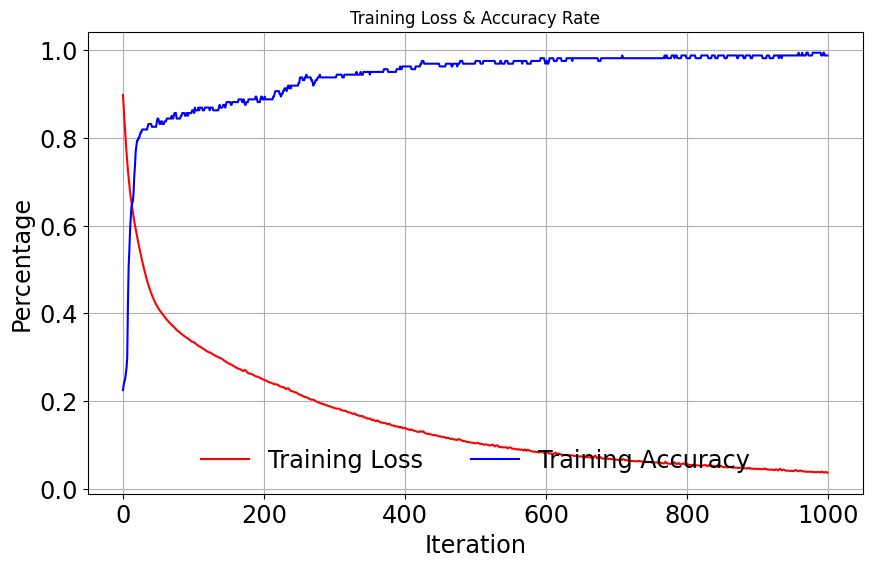 Training Loss & Accuracy Rate
1.0
0.8
0.6
0.4
0.2
0.0
Percentage
Training Loss
Training Accuracy
0 200 400 600 800 1000
Iteration